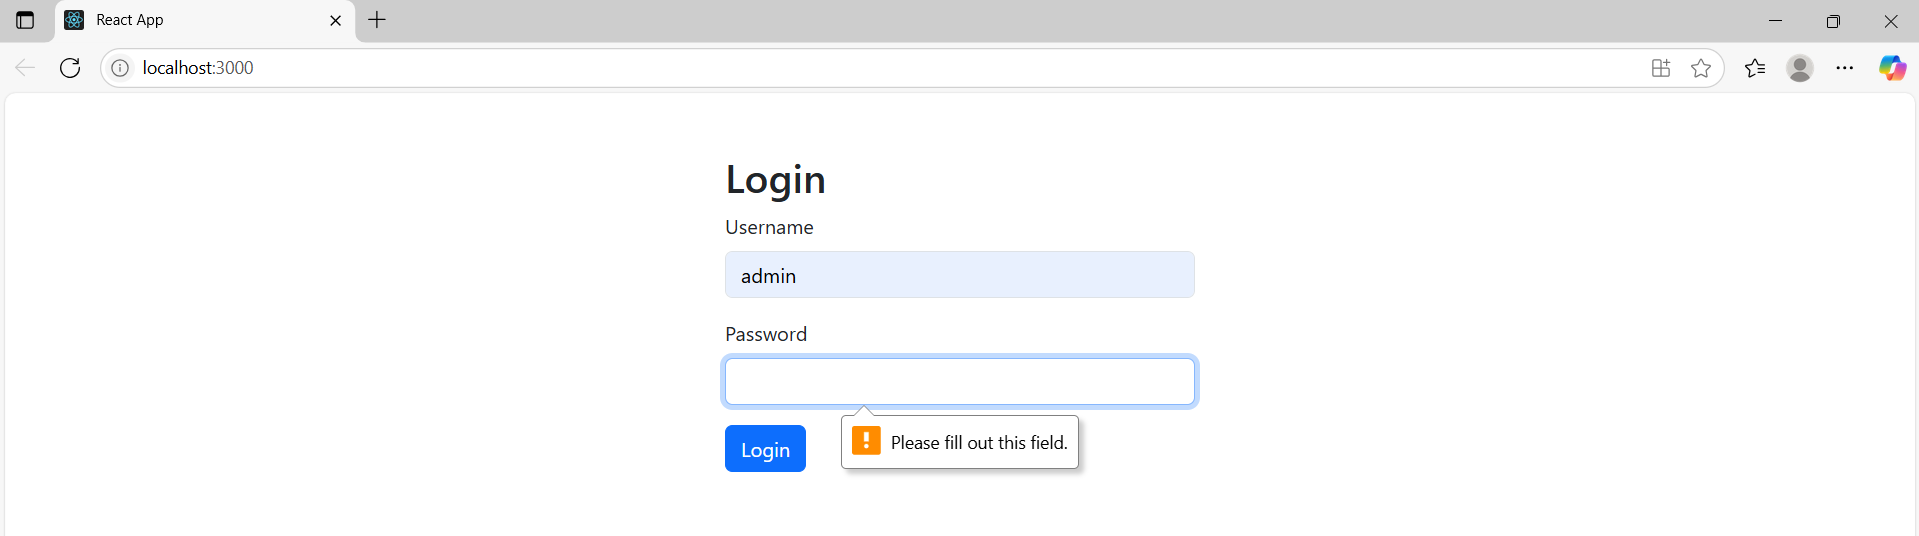 React App
localhost:3000
Login
Username
admin
Password
Please fill out this field.
Login